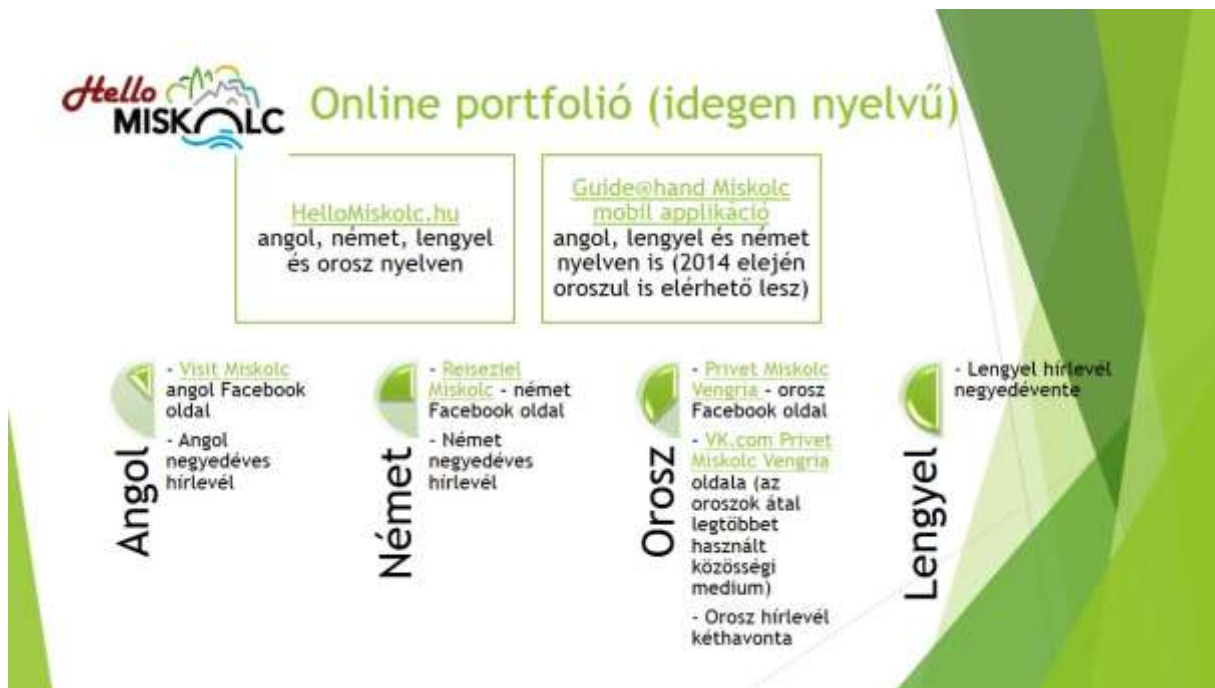 Hello
MISKOLC
Online portfolió (idegen nyelvű)
HelloMiskolc.hu
angol, német, lengyel
és orosz nyelven
Guide@hand Miskolc
mobil applikáció
angol, lengyel és német
nyelven is (2014 elején
oroszul is elérhető lesz)
Angol
- Visit Miskolc
angol Facebook
oldal
- Angol
negyedéves
hírlevél
Német
- Reiseziel
Miskolc - német
Facebook oldal
- Német
negyedéves
hírlevél
Orosz
- Privet Miskolc
Vengria - orosz
Facebook oldal
- VK.com Privet
Miskolc Vengria
oldala (az
oroszok átal
legtöbbet
használt
közösségi
medium)
- Orosz hírlevél
kéthavonta
Lengyel
- Lengyel hírlevél
negyedévente